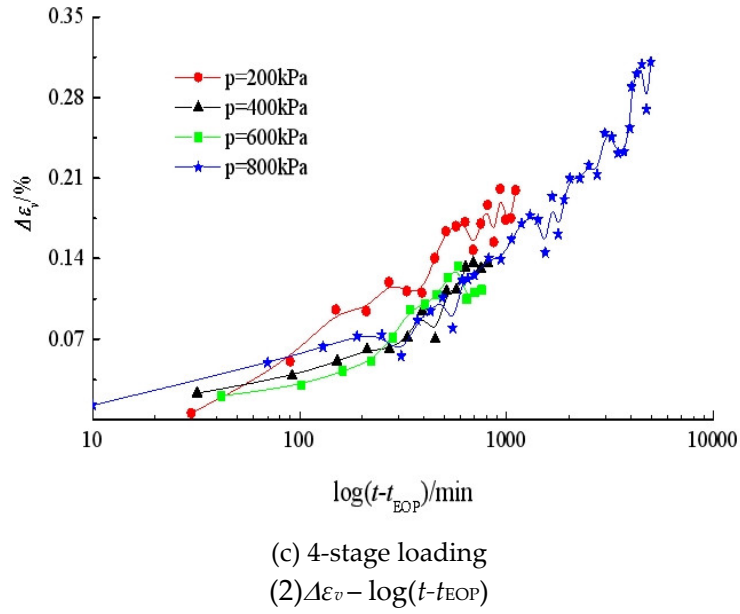 0.35
0.28
0.21
0.14
0.07
Δεv/%
p=200kPa
p=400kPa
p=600kPa
p=800kPa
10 100 1000 10000
log(t-tEOP)/min
(c) 4-stage loading
(2)Δεv – log(t-tEOP)